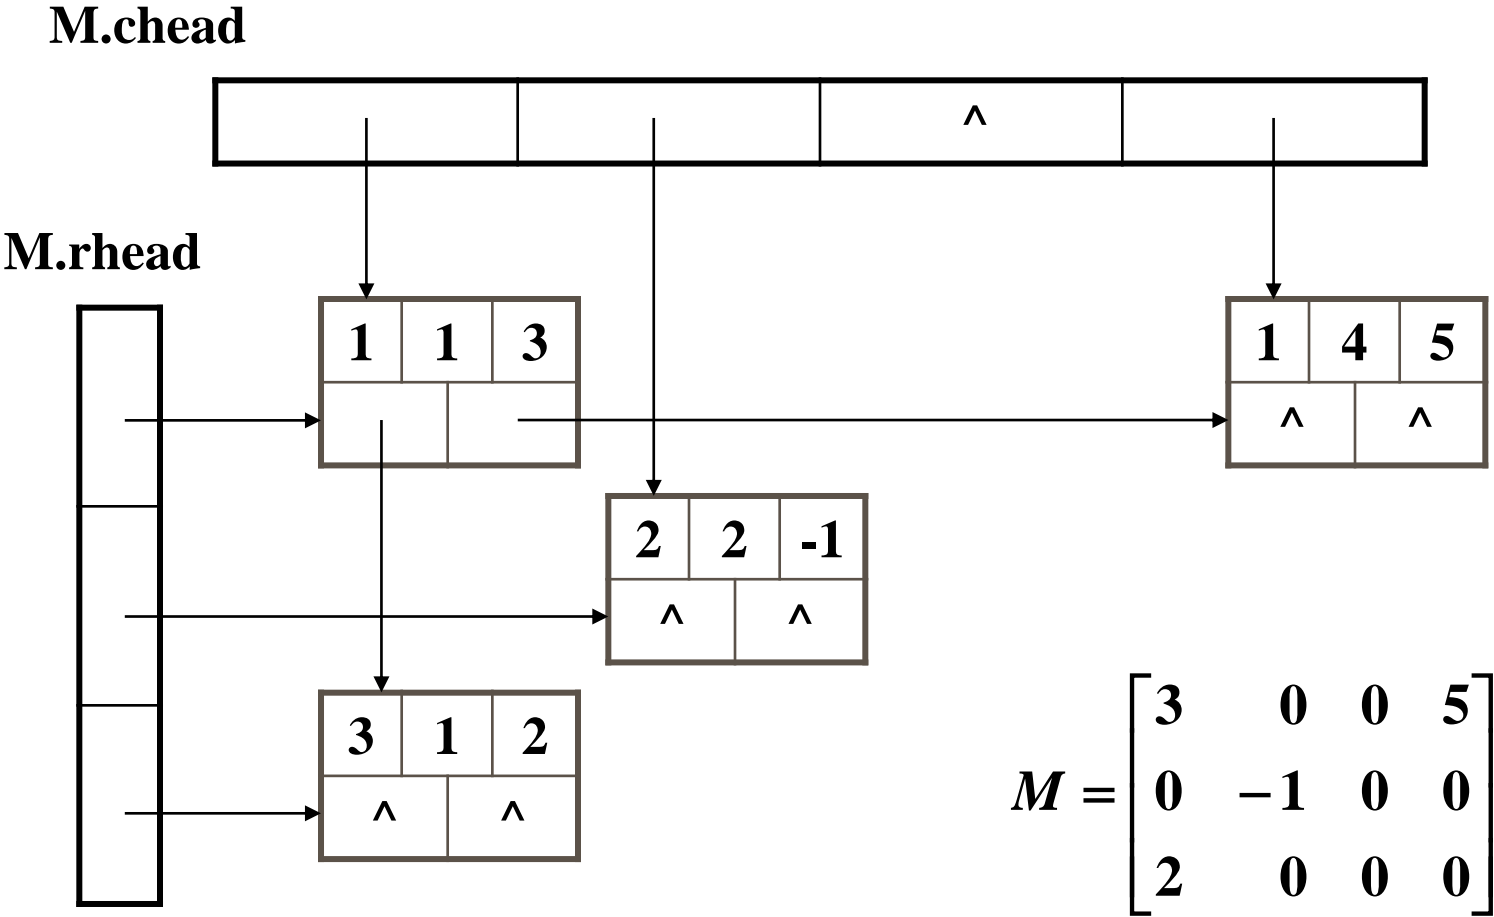 M.chead
^
M.rhead
1 1 3
1 4 5
^ ^
2 2 -1
^ ^
3 1 2
^ ^
M = [ 3 0 0 5
0 −1 0 0
2 0 0 0 ]